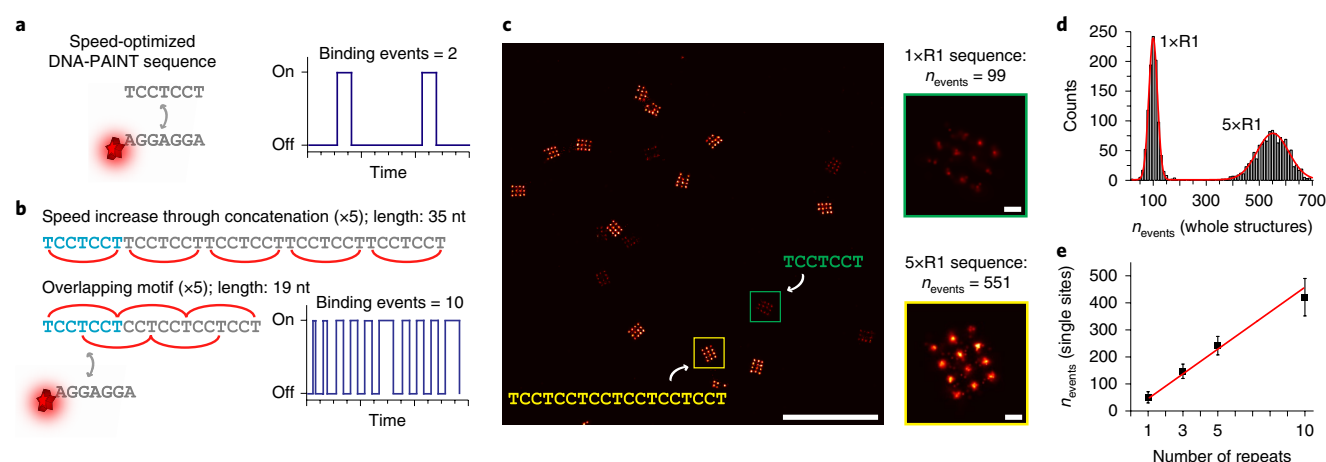 a
Speed-optimized
DNA-PAINT sequence
TCCTCCT
AGGAGGA
Binding events = 2
On
Off
Time
b
Speed increase through concatenation (×5); length: 35 nt
TCCTCCTTCCTCCTTCCTCCTTCCTCCTTCCTCCT
Overlapping motif (×5); length: 19 nt
TCCTCCTCCTCCTCCTCCT
AGGAGGA
Binding events = 10
On
Off
Time
c
TCCTCCT
TCCTCCTCCTCCTCCTCCT
1×R1 sequence:
nevents = 99
5×R1 sequence:
nevents = 551
d
250
200
150
100
50
0
Counts
1×R1
5×R1
100
300
500
700
nevents (whole structures)
e
500
400
300
200
100
0
nevents (single sites)
1
3
5
10
Number of repeats